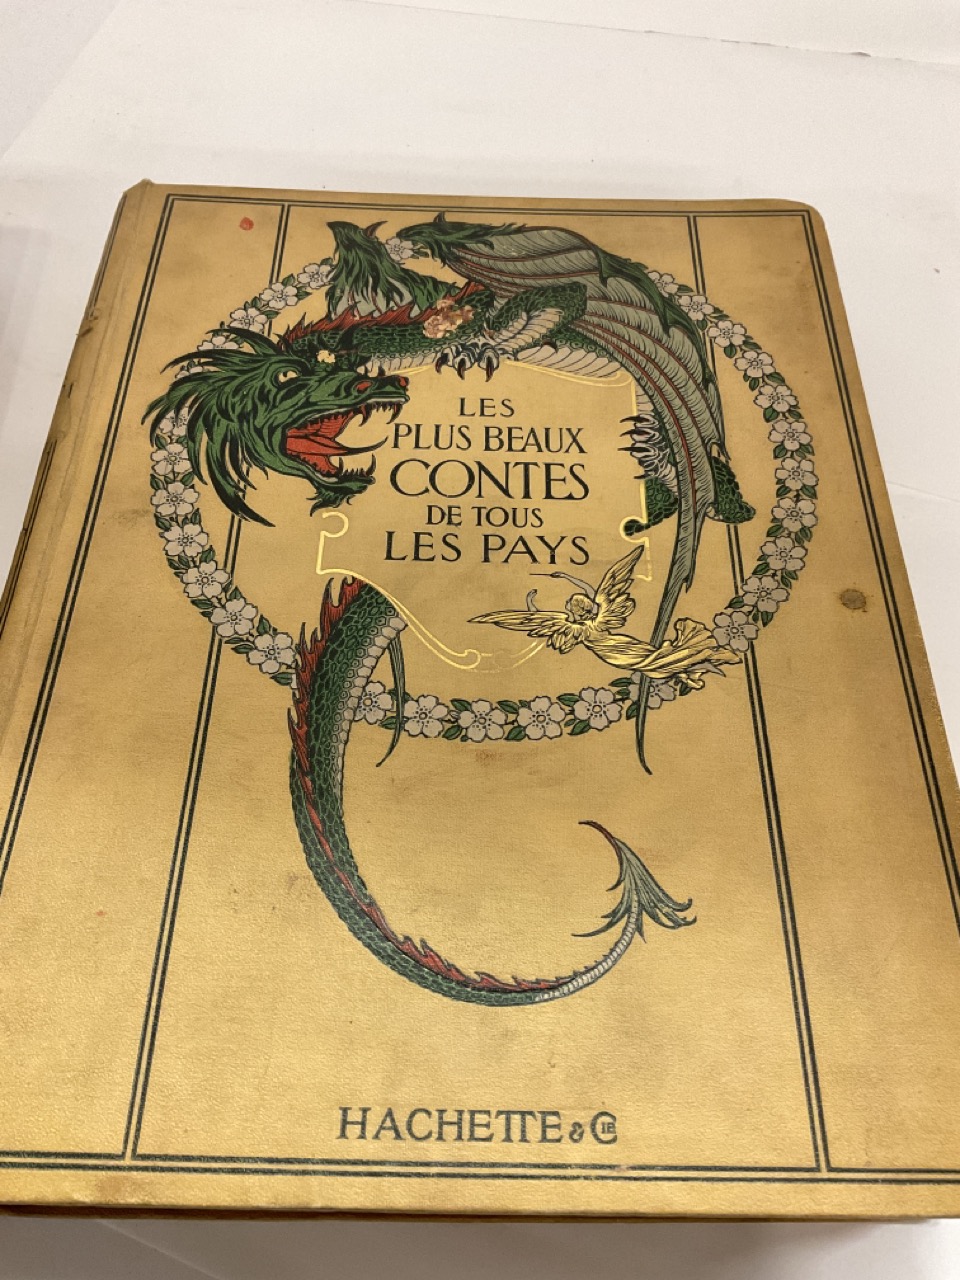 LES
PLUS BEAUX
CONTES
DE TOUS
LES PAYS
HACHETTE & CIE